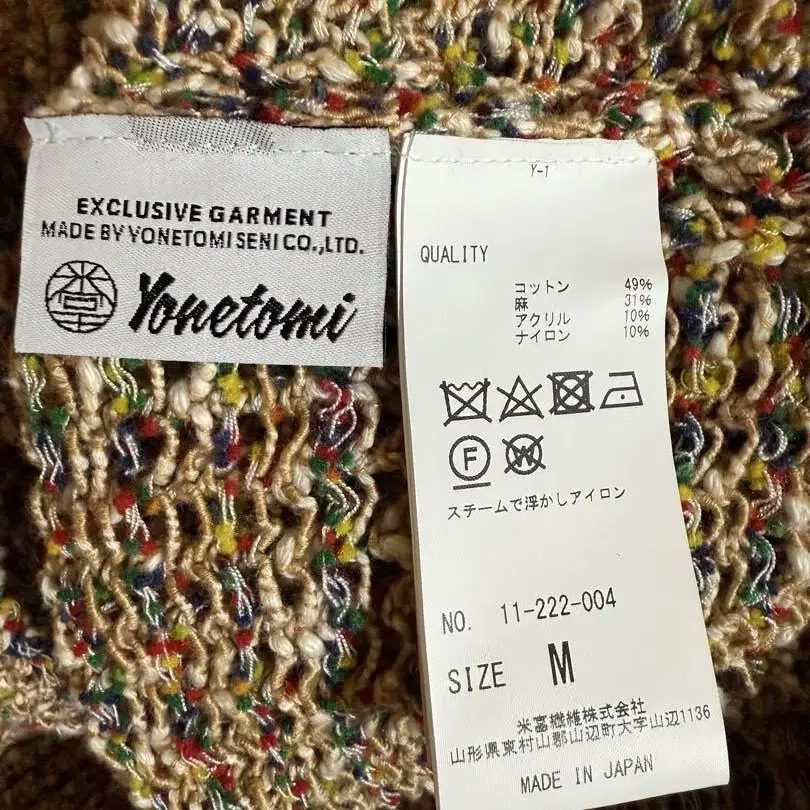 EXCLUSIVE GARMENT
MADE BY YONETOMI SENI CO.,LTD.
Yonetomi
Y-1
QUALITY
コットン 49%
麻 31%
アクリル 10%
ナイロン 10%
F
W
スチームで浮かしアイロン
NO. 11-222-004
SIZE M
米富繊維株式会社
山形県東村山郡山辺町大字山辺1136
MADE IN JAPAN